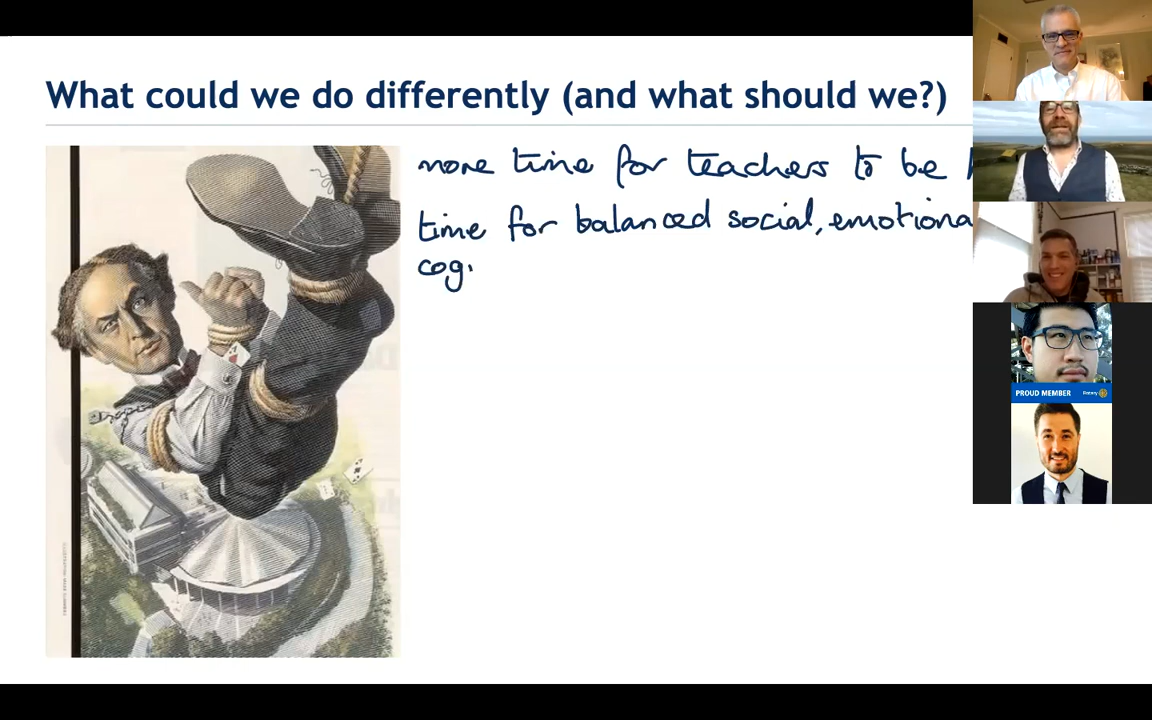 What could we do differently (and what should we?)
more time for teachers to be
time for balanced social, emotiona
cog
PROUD MEMBER Rotary